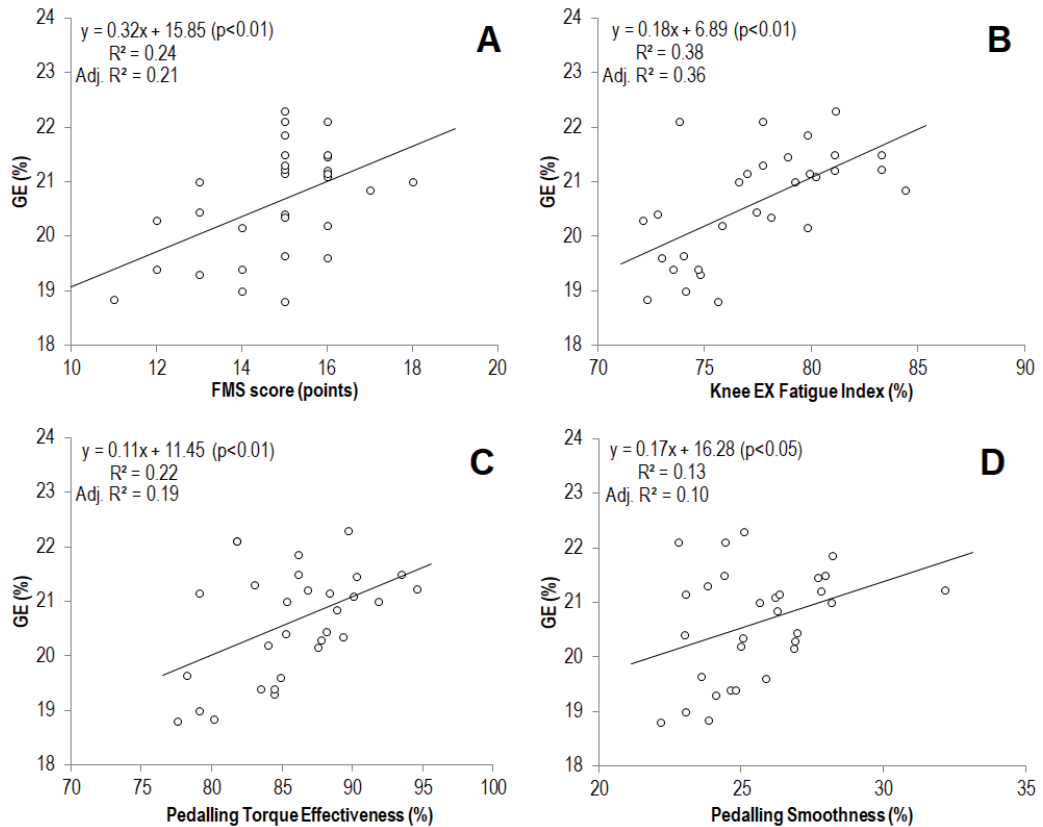 y = 0.32x + 15.85 (p<0.01)
R² = 0.24
Adj. R² = 0.21
A
24
23
22
21
20
19
18
GE (%)
10 12 14 16 18 20
FMS score (points)
y = 0.18x + 6.89 (p<0.01)
R² = 0.38
Adj. R² = 0.36
B
24
23
22
21
20
19
18
GE (%)
70 75 80 85 90
Knee EX Fatigue Index (%)
y = 0.11x + 11.45 (p<0.01)
R² = 0.22
Adj. R² = 0.19
C
24
23
22
21
20
19
18
GE (%)
70 75 80 85 90 95 100
Pedalling Torque Effectiveness (%)
y = 0.17x + 16.28 (p<0.05)
R² = 0.13
Adj. R² = 0.10
D
24
23
22
21
20
19
18
GE (%)
20 25 30 35
Pedalling Smoothness (%)